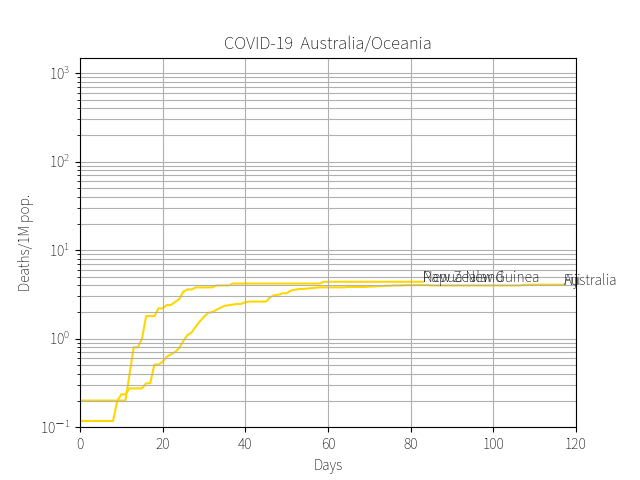 COVID-19 Australia/Oceania
Deaths/1M pop.
10³
10²
10¹
10⁰
10⁻¹
0 20 40 60 80 100 120
Days
New Zealand
Papua New Guinea
Australia
Fiji